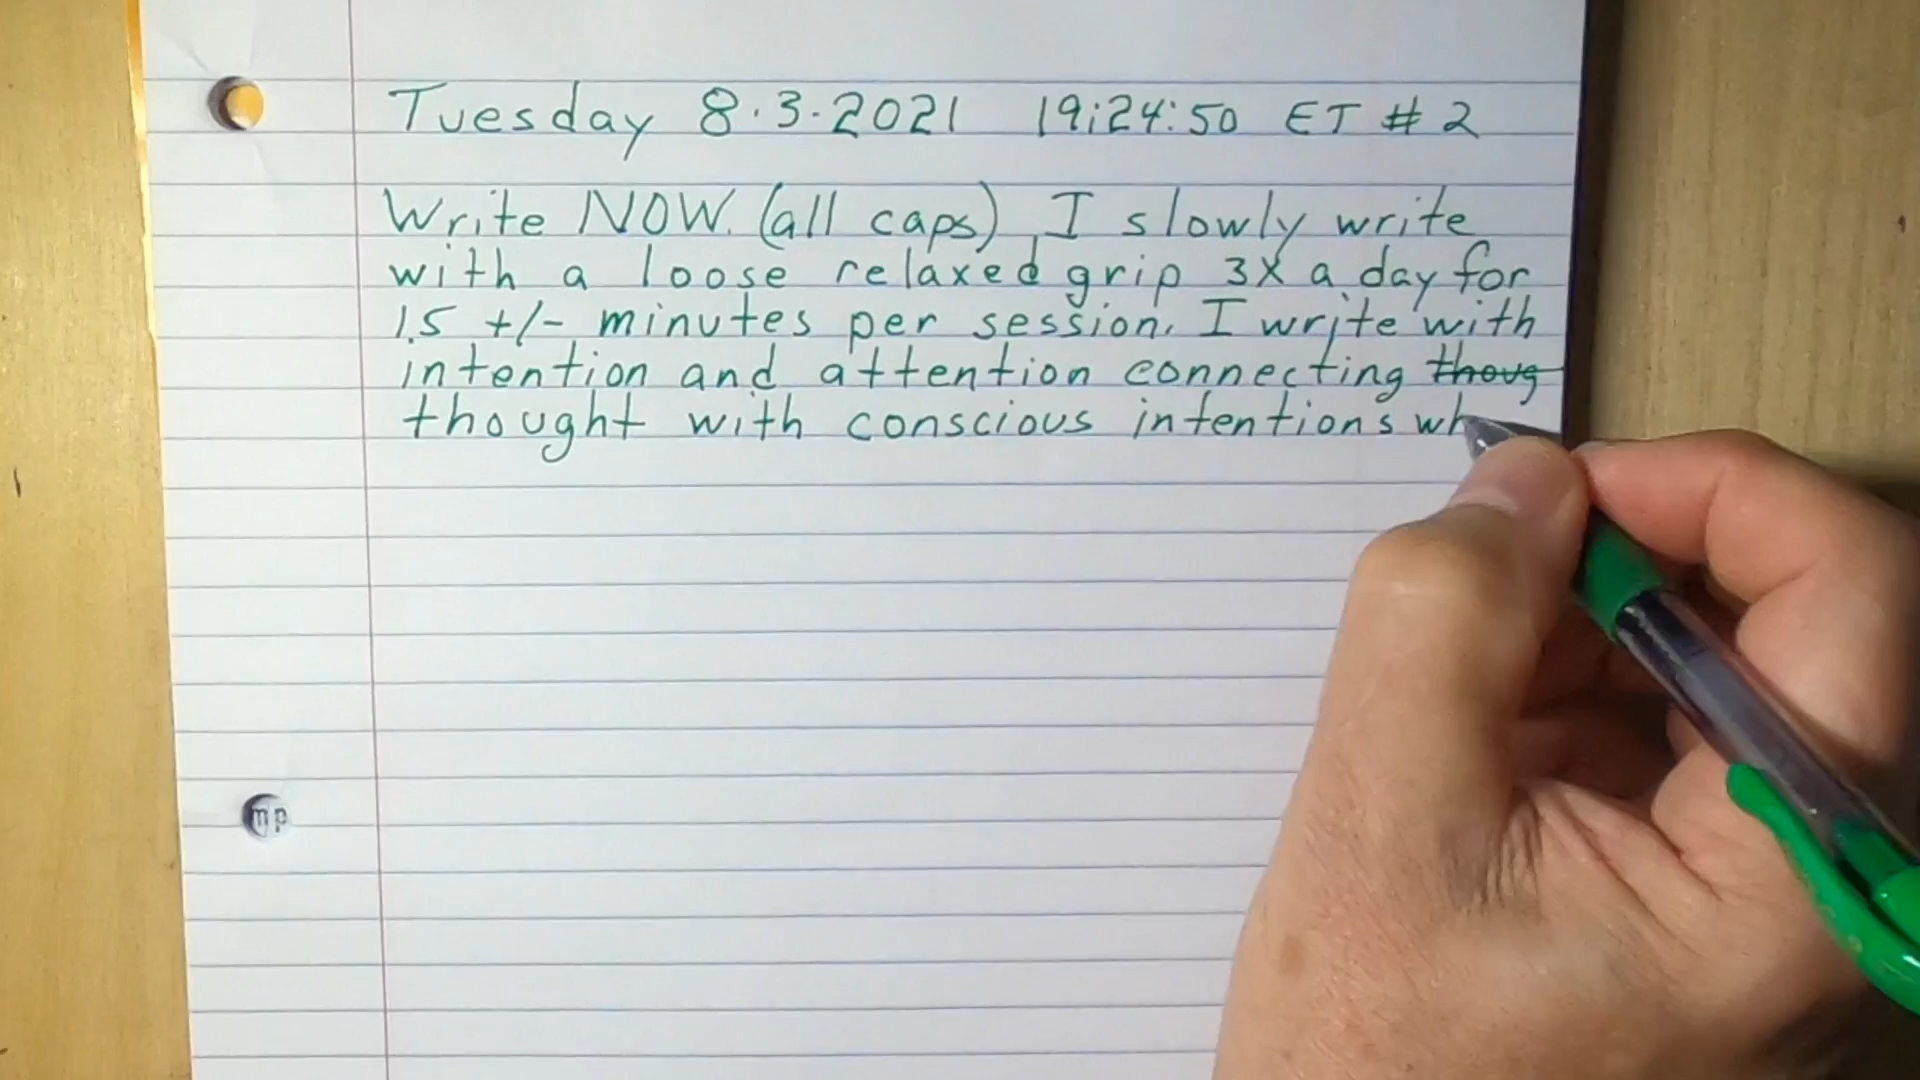 Tuesday 8.3.2021 19:24:50 ET # 2
Write NOW. (all caps) I slowly write
with a loose relaxed grip 3X a day for
15 +/- minutes per session. I write with
intention and attention connecting thoug
thought with conscious intentions wh
mp